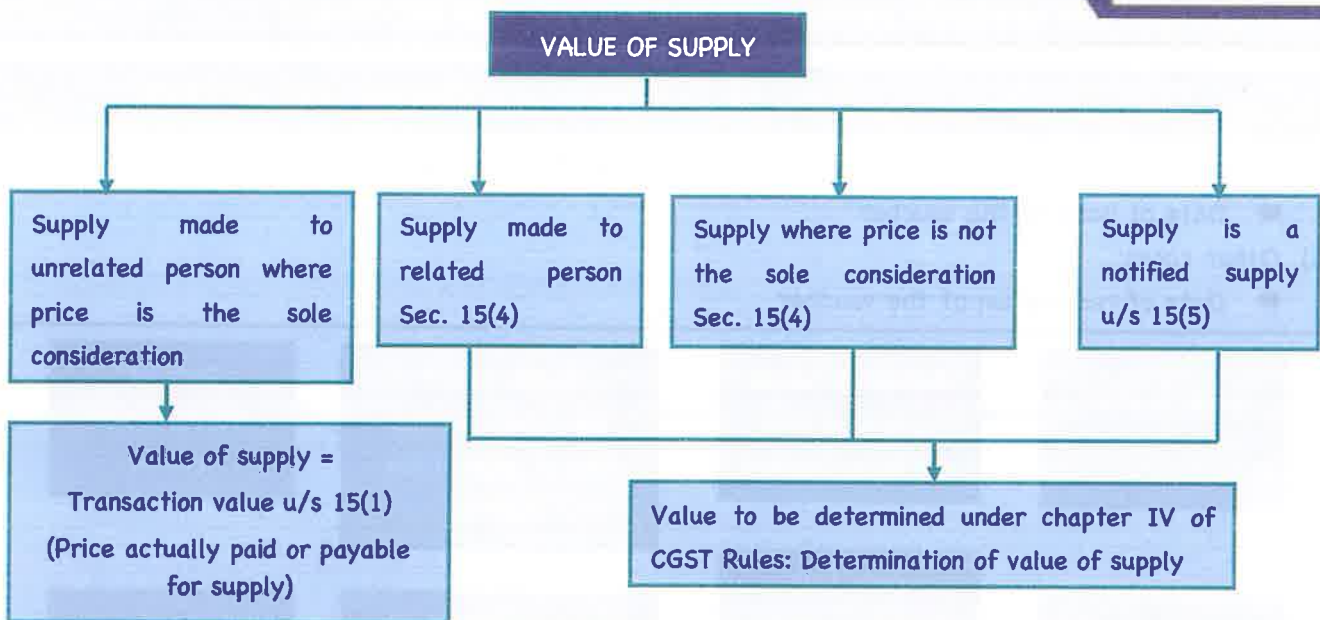 VALUE OF SUPPLY
Supply made to
unrelated person where
price is the sole
consideration
Supply made to
related person
Sec. 15(4)
Supply where price is not
the sole consideration
Sec. 15(4)
Supply is a
notified supply
u/s 15(5)
Value of supply =
Transaction value u/s 15(1)
(Price actually paid or payable
for supply)
Value to be determined under chapter IV of
CGST Rules: Determination of value of supply